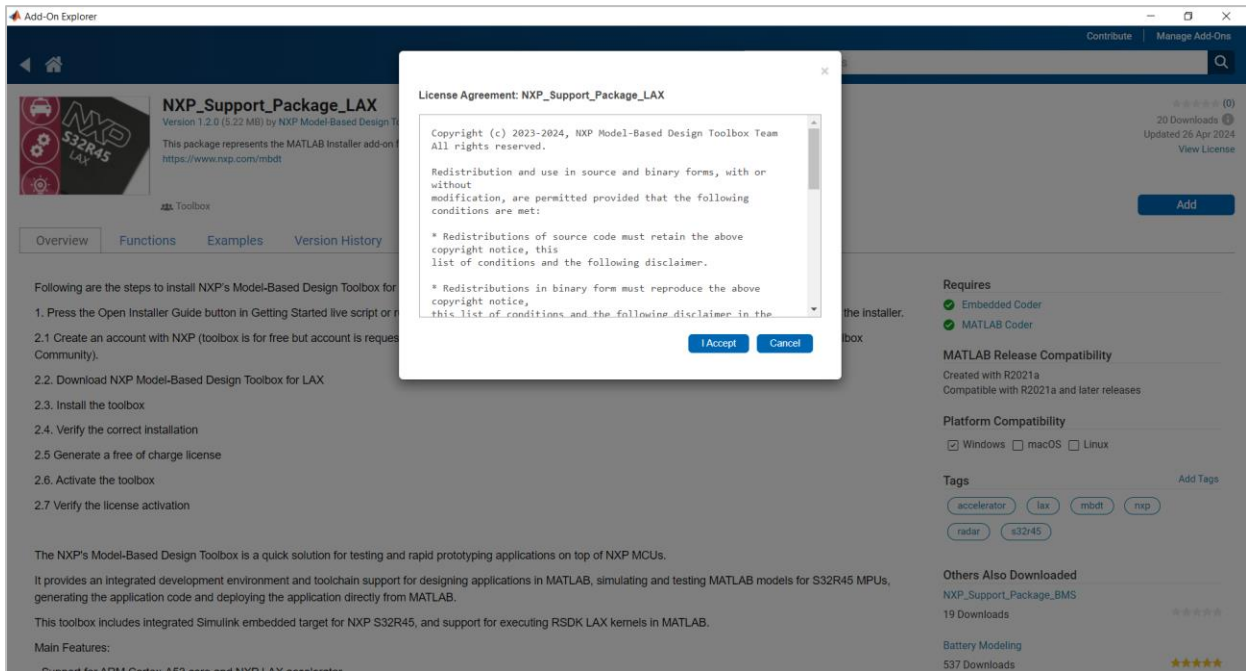 Add-On Explorer
Contribute | Manage Add-Ons
NXP
S32R45
LAX
NXP_Support_Package_LAX
Version 1.2.0 (5.22 MB) by NXP Model-Based Design
This package represents the MATLAB Installer add-on
https://www.nxp.com/mbdt
Toolbox
(0)
20 Downloads
Updated 26 Apr 2024
View License
Add
License Agreement: NXP_Support_Package_LAX
Copyright (c) 2023-2024, NXP Model-Based Design Toolbox Team
All rights reserved.
Redistribution and use in source and binary forms, with or
without
modification, are permitted provided that the following
conditions are met:
* Redistributions of source code must retain the above
copyright notice, this
list of conditions and the following disclaimer.
* Redistributions in binary form must reproduce the above
copyright notice,
this list of conditions and the following disclaimer in the
I Accept
Cancel
Overview
Functions
Examples
Version History
Following are the steps to install NXP's Model-Based Design Toolbox for
1. Press the Open Installer Guide button in Getting Started live script or the installer.
2.1 Create an account with NXP (toolbox is for free but account is
Community).
2.2. Download NXP Model-Based Design Toolbox for LAX
2.3. Install the toolbox
2.4. Verify the correct installation
2.5 Generate a free of charge license
2.6. Activate the toolbox
2.7 Verify the license activation
The NXP's Model-Based Design Toolbox is a quick solution for testing and rapid prototyping applications on top of NXP MCUs.
It provides an integrated development environment and toolchain support for designing applications in MATLAB, simulating and testing MATLAB models for S32R45 MPUs,
generating the application code and deploying the application directly from MATLAB.
This toolbox includes integrated Simulink embedded target for NXP S32R45, and support for executing RSDK LAX kernels in MATLAB.
Main Features:
Requires
Embedded Coder
MATLAB Coder
MATLAB Release Compatibility
Created with R2021a
Compatible with R2021a and later releases
Platform Compatibility
Windows macOS Linux
Tags
Add Tags
accelerator lax mbdt nxp
radar s32r45
Others Also Downloaded
NXP_Support_Package_BMS
19 Downloads
Battery Modeling
537 Downloads